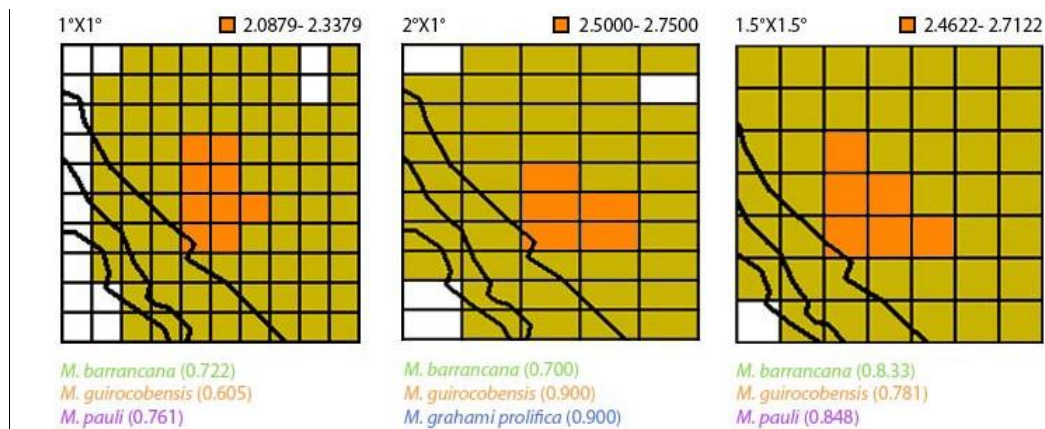 1°X1° 2.0879- 2.3379
2°X1° 2.5000- 2.7500
1.5°X1.5° 2.4622- 2.7122
M. barrancana (0.722)
M. guirocobensis (0.605)
M. pauli (0.761)
M. barrancana (0.700)
M. guirocobensis (0.900)
M. grahami prolifica (0.900)
M. barrancana (0.8.33)
M. guirocobensis (0.781)
M. pauli (0.848)